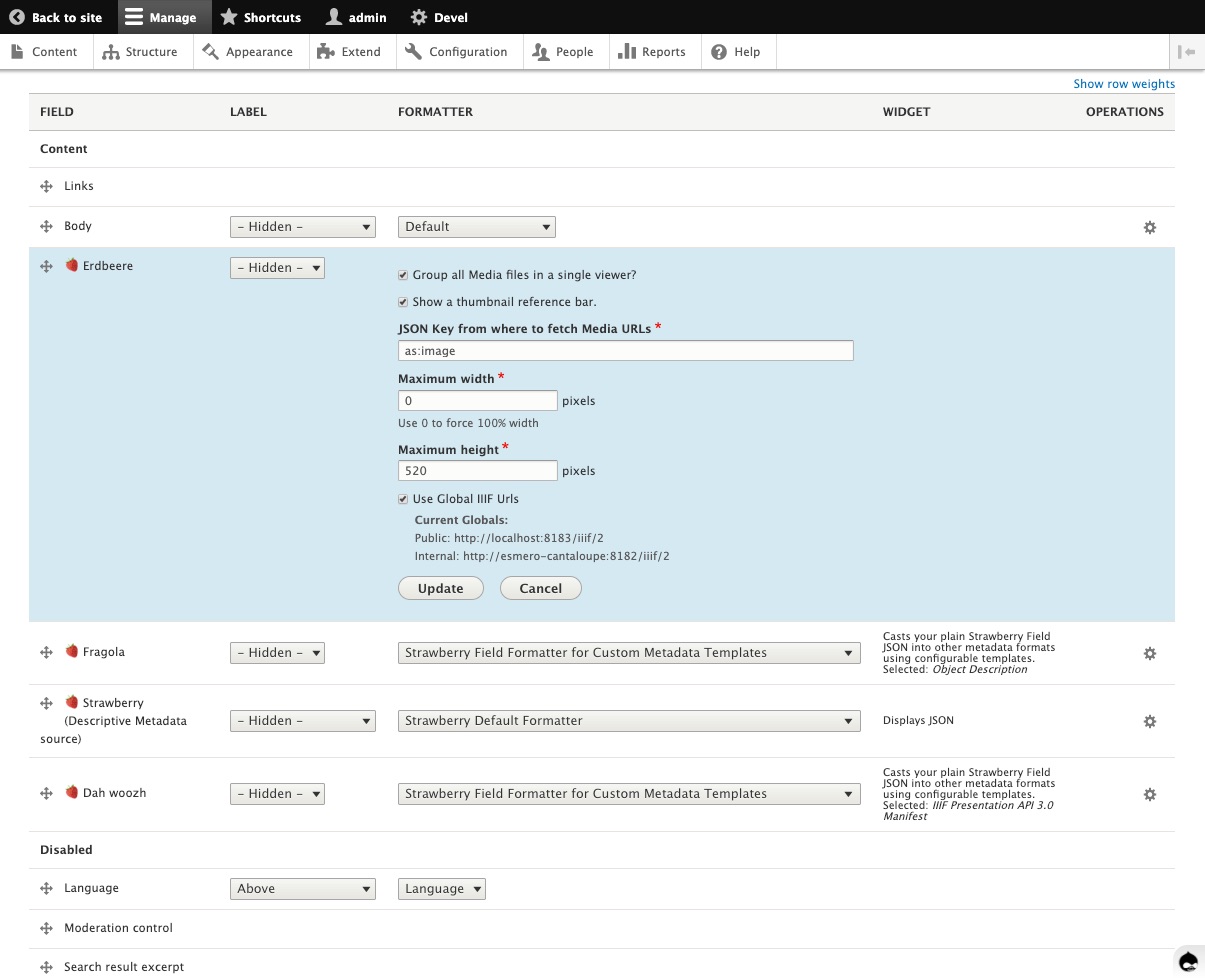 Back to site Manage Shortcuts admin Devel
Content Structure Appearance Extend Configuration People Reports Help
Show row weights
FIELD LABEL FORMATTER WIDGET OPERATIONS
Content
Links
Body - Hidden - Default
Erdbeere - Hidden -
Group all Media files in a single viewer?
Show a thumbnail reference bar.
JSON Key from where to fetch Media URLs *
as:image
Maximum width *
0 pixels
Use 0 to force 100% width
Maximum height *
520 pixels
Use Global IIIF Urls
Current Globals:
Public: http://localhost:8183/iiif/2
Internal: http://esmero-cantaloupe:8182/iiif/2
Update Cancel
Fragola - Hidden - Strawberry Field Formatter for Custom Metadata Templates
Casts your plain Strawberry Field
JSON into other metadata formats
using configurable templates.
Selected: Object Description
Strawberry
(Descriptive Metadata
source)
- Hidden - Strawberry Default Formatter Displays JSON
Dah woozh - Hidden - Strawberry Field Formatter for Custom Metadata Templates
Casts your plain Strawberry Field
JSON into other metadata formats
using configurable templates.
Selected: IIIF Presentation API 3.0
Manifest
Disabled
Language Above Language
Moderation control
Search result excerpt